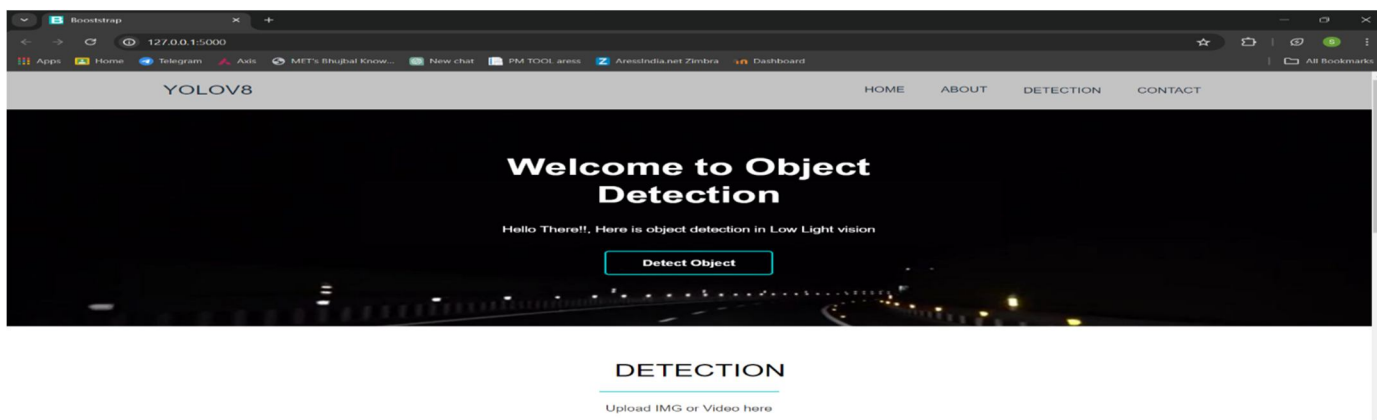 Booststrap
127.0.0.1:5000
Apps Home Telegram Axis MET's Bhujbal Know... New chat PM TOOL aress AressIndia.net Zimbra Dashboard All Bookmarks
YOLOV8 HOME ABOUT DETECTION CONTACT
Welcome to Object
Detection
Hello There!!, Here is object detection in Low Light vision
Detect Object
DETECTION
Upload IMG or Video here